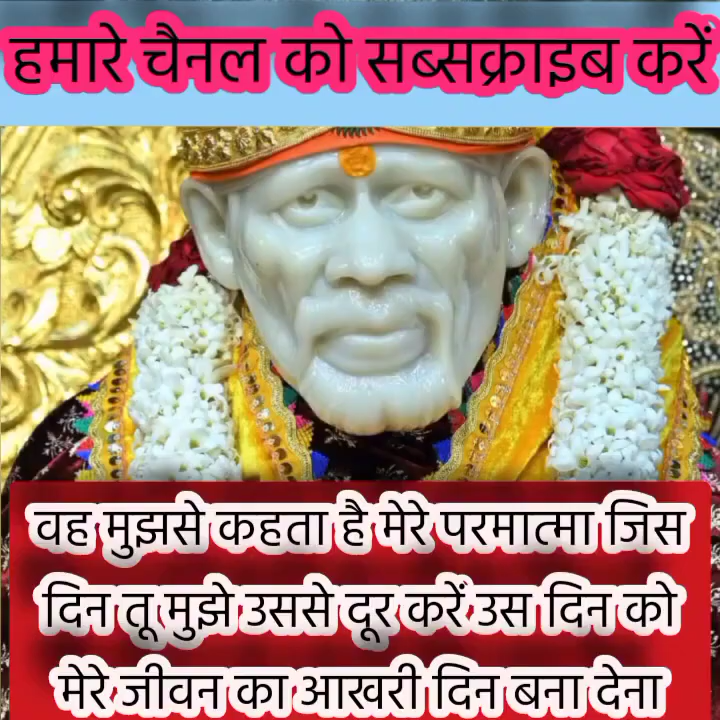 हमारे चैनल को सब्सक्राइब करें
वह मुझसे कहता है मेरे परमात्मा जिस
दिन तू मुझे उससे दूर करें उस दिन को
मेरे जीवन का आखरी दिन बना देना